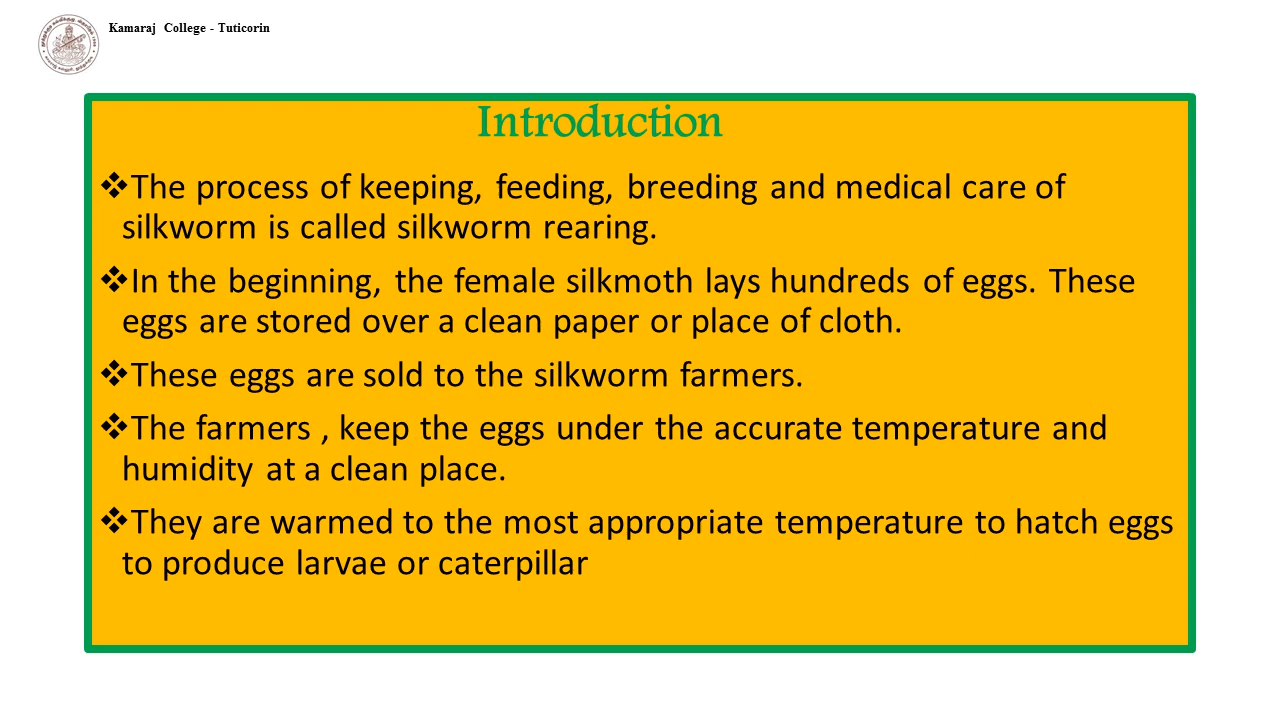 Kamaraj College - Tuticorin
Introduction
❖The process of keeping, feeding, breeding and medical care of
silkworm is called silkworm rearing.
❖In the beginning, the female silkmoth lays hundreds of eggs. These
eggs are stored over a clean paper or place of cloth.
❖These eggs are sold to the silkworm farmers.
❖The farmers , keep the eggs under the accurate temperature and
humidity at a clean place.
❖They are warmed to the most appropriate temperature to hatch eggs
to produce larvae or caterpillar